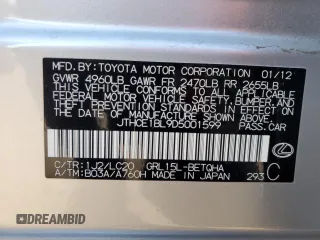 MFD. BY: TOYOTA MOTOR CORPORATION 01/12
GVWR 4960LB GAWR FR 2470LB RR 2655LB
THIS VEHICLE CONFORMS TO ALL APPLICABLE
FEDERAL MOTOR VEHICLE SAFETY, BUMPER, AND
THEFT PREVENTION STANDARDS IN EFFECT ON
THE DATE OF MANUFACTURE SHOWN ABOVE.
JTHCE1BL9D5001599 PASS. CAR
C/TR: 1J2/LC20 GRL15L-BETQHA
A/TM: B03A/A760H MADE IN JAPAN 293 C